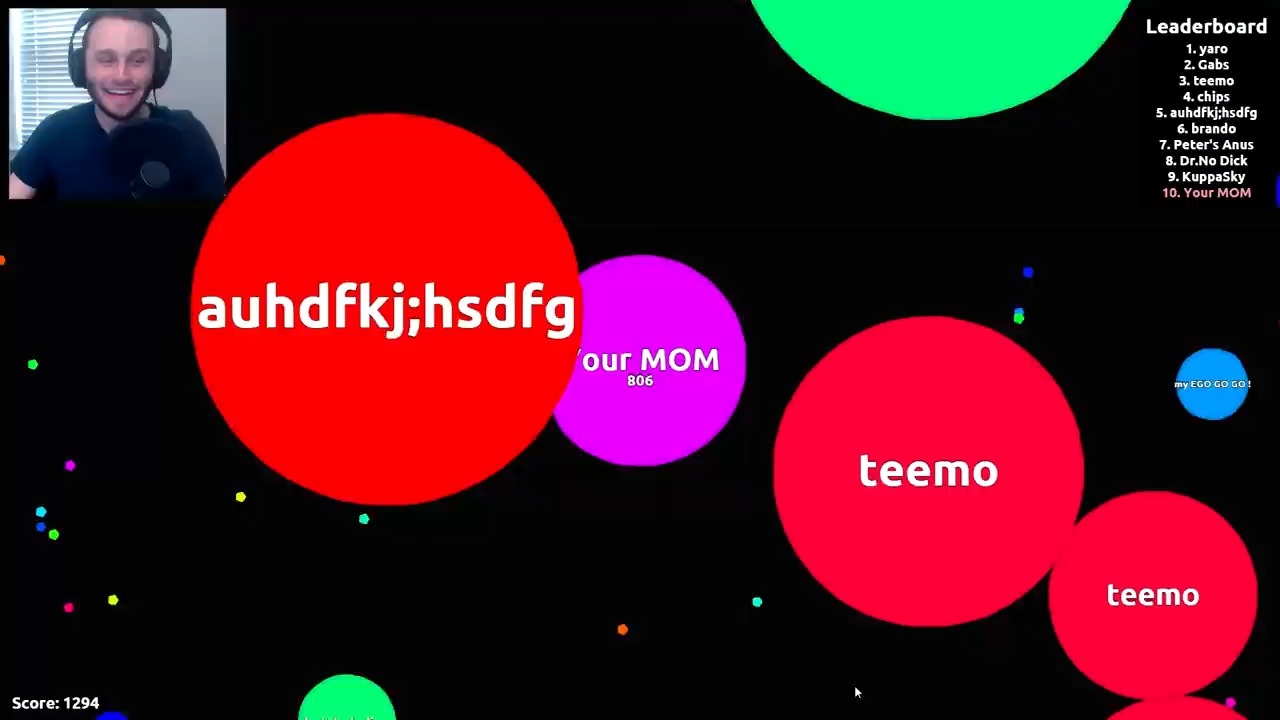 Leaderboard
1. yaro
2. Gabs
3. teemo
4. chips
5. auhdfkj;hsdfg
6. brando
7. Peter's Anus
8. Dr.No Dick
9. KuppaSky
10. Your MOM
auhdfkj;hsdfg
Your MOM
806
my EGO GO GO !
teemo
teemo
Score: 1294